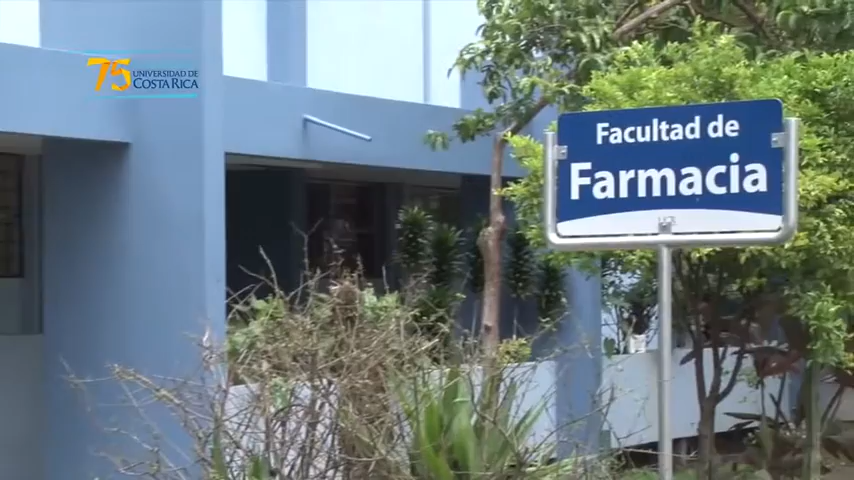 75
UNIVERSIDAD DE
COSTA RICA
Facultad de
Farmacia